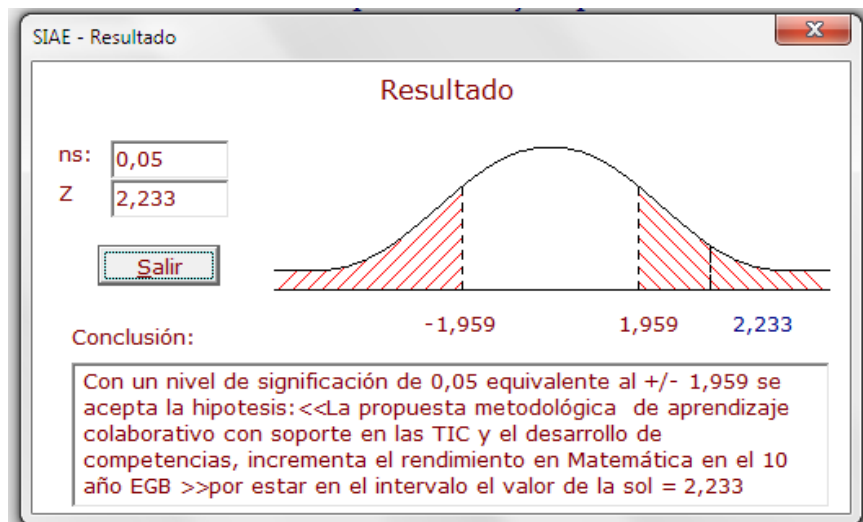 SIAE - Resultado
Resultado
ns: 0,05
Z 2,233
Salir
-1,959 1,959 2,233
Conclusión:
Con un nivel de significación de 0,05 equivalente al +/- 1,959 se
acepta la hipotesis:<<La propuesta metodológica de aprendizaje
colaborativo con soporte en las TIC y el desarrollo de
competencias, incrementa el rendimiento en Matemática en el 10
año EGB >>por estar en el intervalo el valor de la sol = 2,233